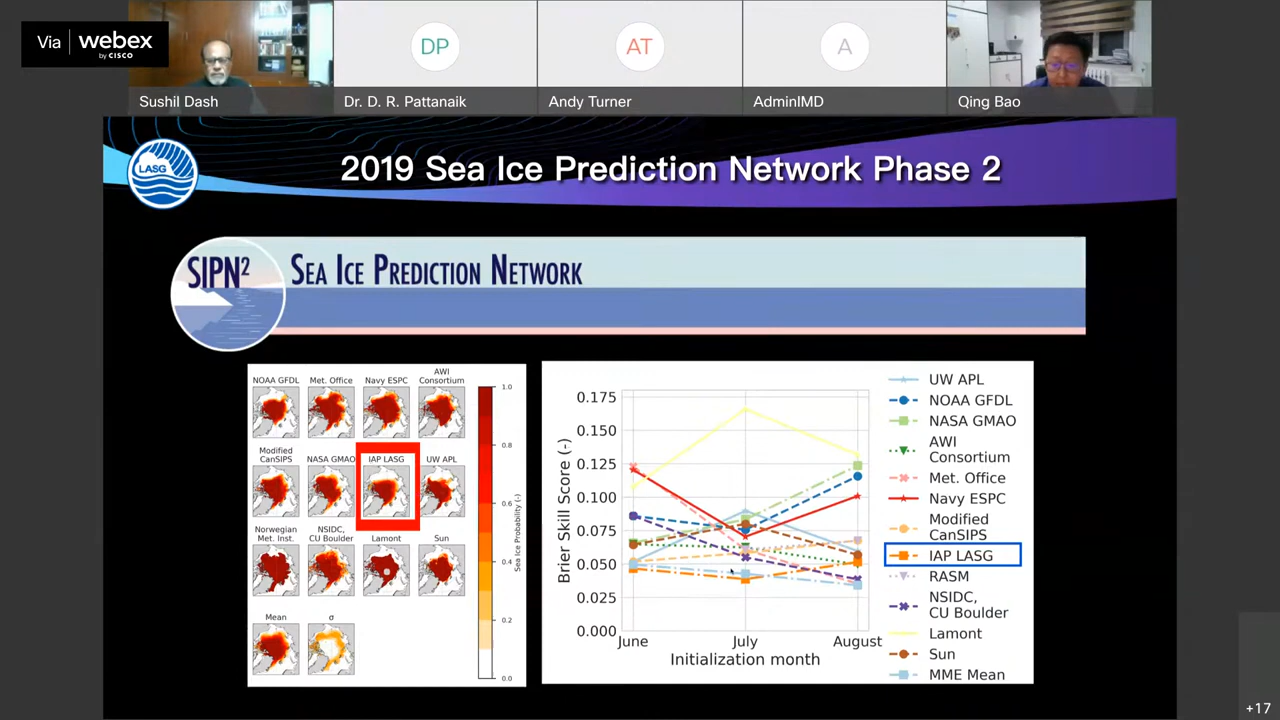 Via webex
by CISCO
DP
AT
A
Sushil Dash
Dr. D. R. Pattanaik
Andy Turner
AdminIMD
Qing Bao
LASG
2019 Sea Ice Prediction Network Phase 2
SIPN²
SEA ICE PREDICTION NETWORK
NOAA GFDL
Met. Office
Navy ESPC
AWI
Consortium
Modified
CanSIPS
NASA GMAO
IAP LASG
UW APL
Norwegian
Met. Inst.
NSIDC,
CU Boulder
Lamont
Sun
Mean
σ
1.0
0.8
0.6
0.4
0.2
0.0
Sea Ice Probability (-)
Brier Skill Score (-)
0.175
0.150
0.125
0.100
0.075
0.050
0.025
0.000
June
July
August
Initialization month
UW APL
NOAA GFDL
NASA GMAO
AWI
Consortium
Met. Office
Navy ESPC
Modified
CanSIPS
IAP LASG
RASM
NSIDC,
CU Boulder
Lamont
Sun
MME Mean
+17